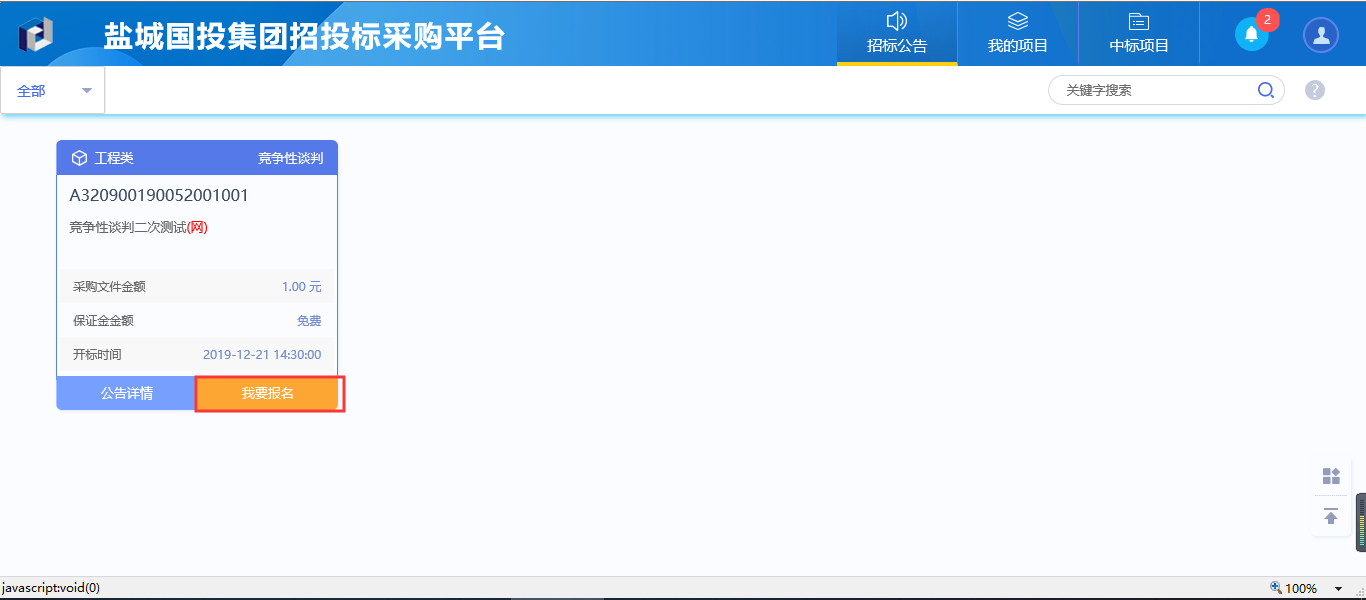 盐城国投集团招投标采购平台
招标公告
我的项目
中标项目
2
全部
关键字搜索
?
工程类 竞争性谈判
A320900190052001001
竞争性谈判二次测试(网)
采购文件金额 1.00 元
保证金金额 免费
开标时间 2019-12-21 14:30:00
公告详情 我要报名
javascript:void(0) 100%